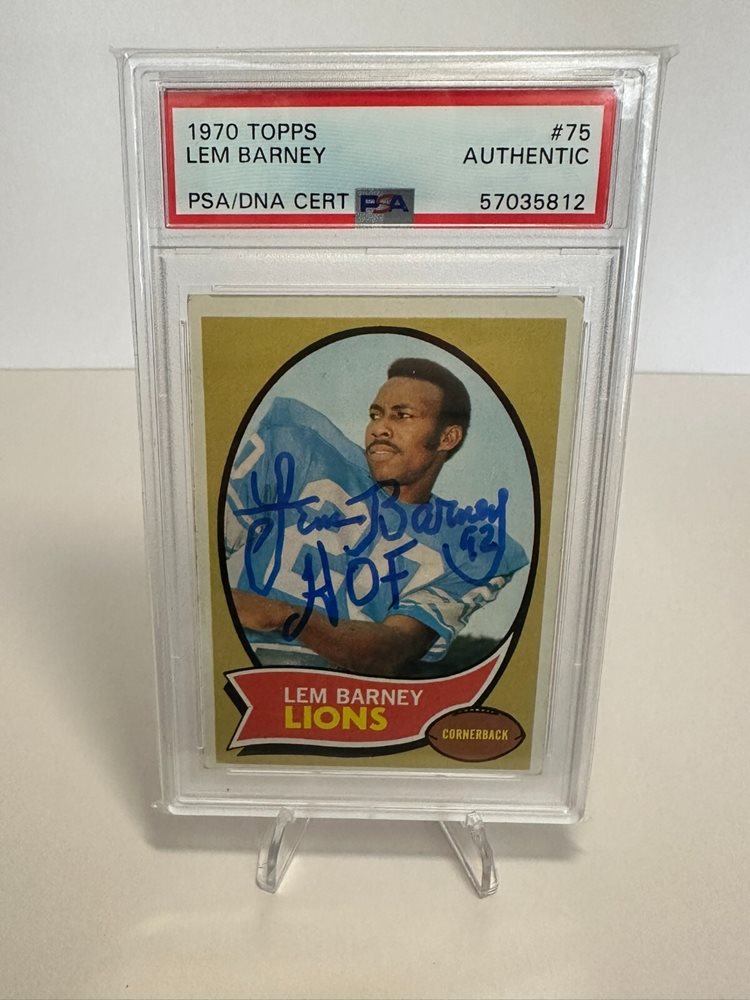 1970 TOPPS #75
LEM BARNEY AUTHENTIC
PSA/DNA CERT PSA 57035812
Lem Barney
92
HOF
LEM BARNEY
LIONS
CORNERBACK